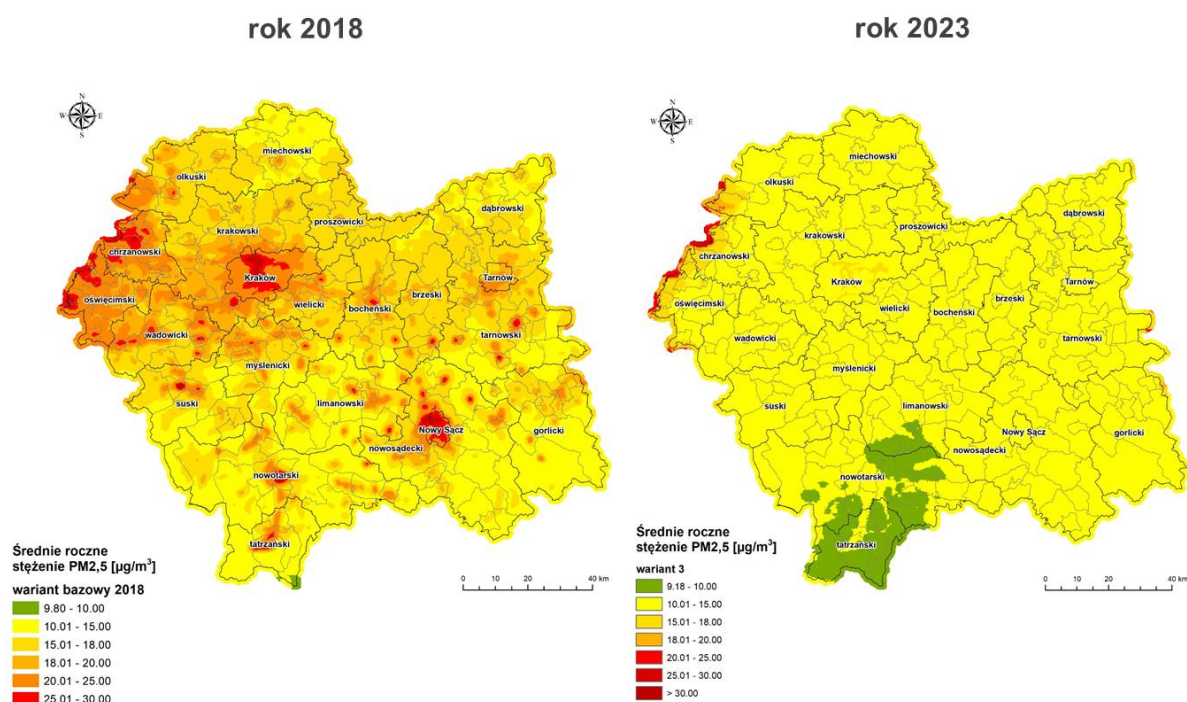 rok 2018
N
W E
S
miechowski
olkuski
dąbrowski
proszowicki
krakowski
chrzanowski
Kraków
Tarnów
oświęcimski
wielicki
bocheński
brzeski
wadowicki
tarnowski
myślenicki
suski
limanowski
Nowy Sącz
gorlicki
nowosądecki
nowotarski
tatrzański
Średnie roczne
stężenie PM2,5 [µg/m³]
wariant bazowy 2018
9.80 - 10.00
10.01 - 15.00
15.01 - 18.00
18.01 - 20.00
20.01 - 25.00
25.01 - 30.00
0 10 20 40 km
rok 2023
N
W E
S
miechowski
olkuski
dąbrowski
proszowicki
krakowski
chrzanowski
Kraków
Tarnów
oświęcimski
wielicki
bocheński
brzeski
wadowicki
tarnowski
myślenicki
suski
limanowski
Nowy Sącz
gorlicki
nowosądecki
nowotarski
tatrzański
Średnie roczne
stężenie PM2,5 [µg/m³]
wariant 3
9.18 - 10.00
10.01 - 15.00
15.01 - 18.00
18.01 - 20.00
20.01 - 25.00
25.01 - 30.00
> 30.00
0 10 20 40 km